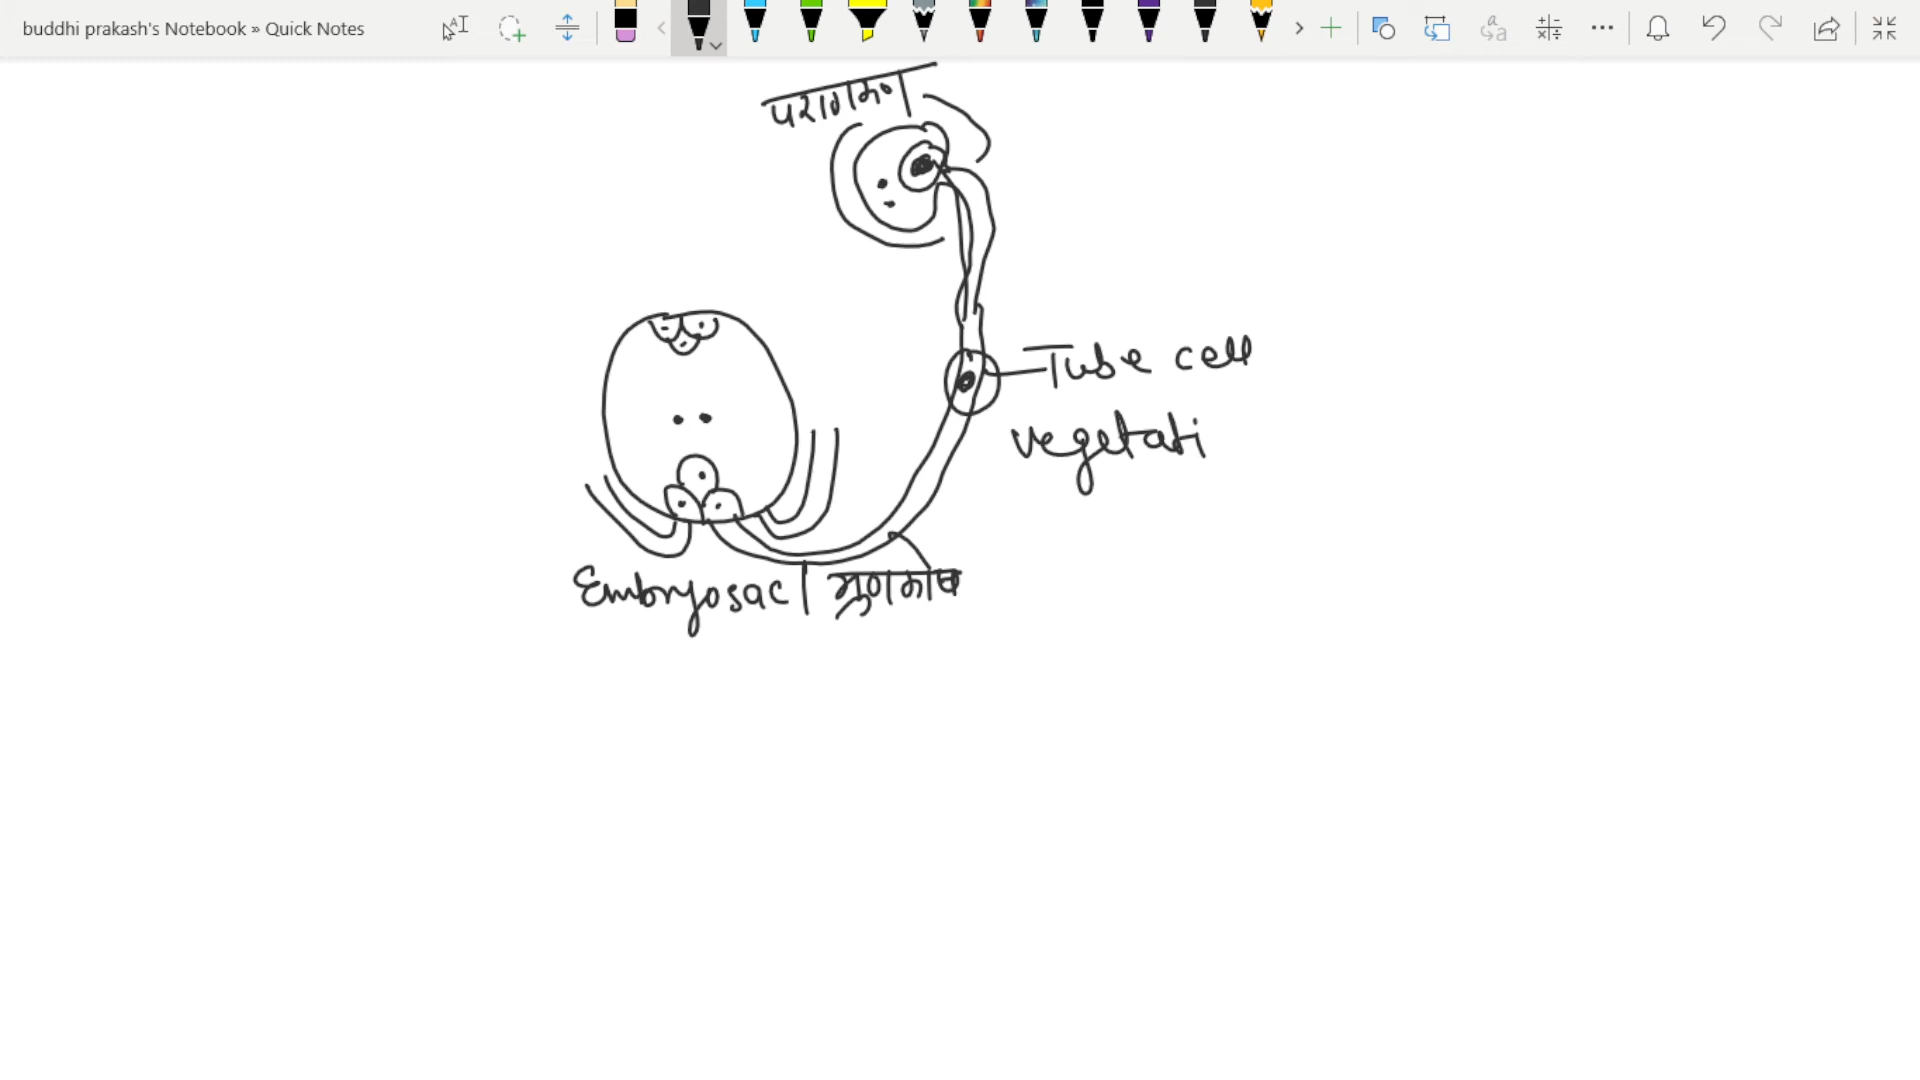 buddhi prakash's Notebook » Quick Notes
परागकण
Tube cell
vegetati
Embryosac | भ्रूणकोष